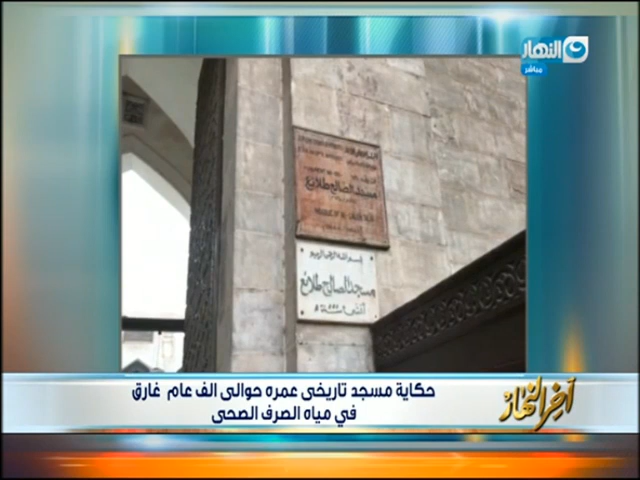 النهار
مباشر
مسجد الصالح طلائع
بسم الله الرحمن الرحيم
مسجد الصالح طلائع
حكاية مسجد تاريخى عمره حوالى الف عام غارق
في مياه الصرف الصحى
آخر النهار